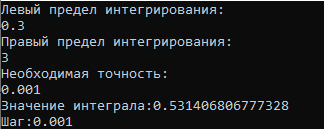 Левый предел интегрирования:
0.3
Правый предел интегрирования:
3
Необходимая точность:
0.001
Значение интеграла:0.531406806777328
Шаг:0.001